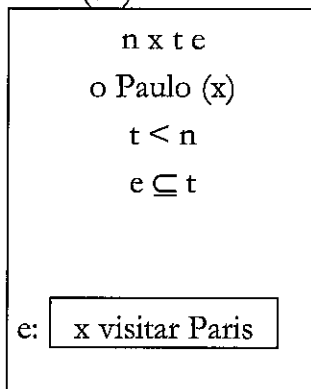 n x t e
o Paulo (x)
t < n
e ⊆ t
e: x visitar Paris